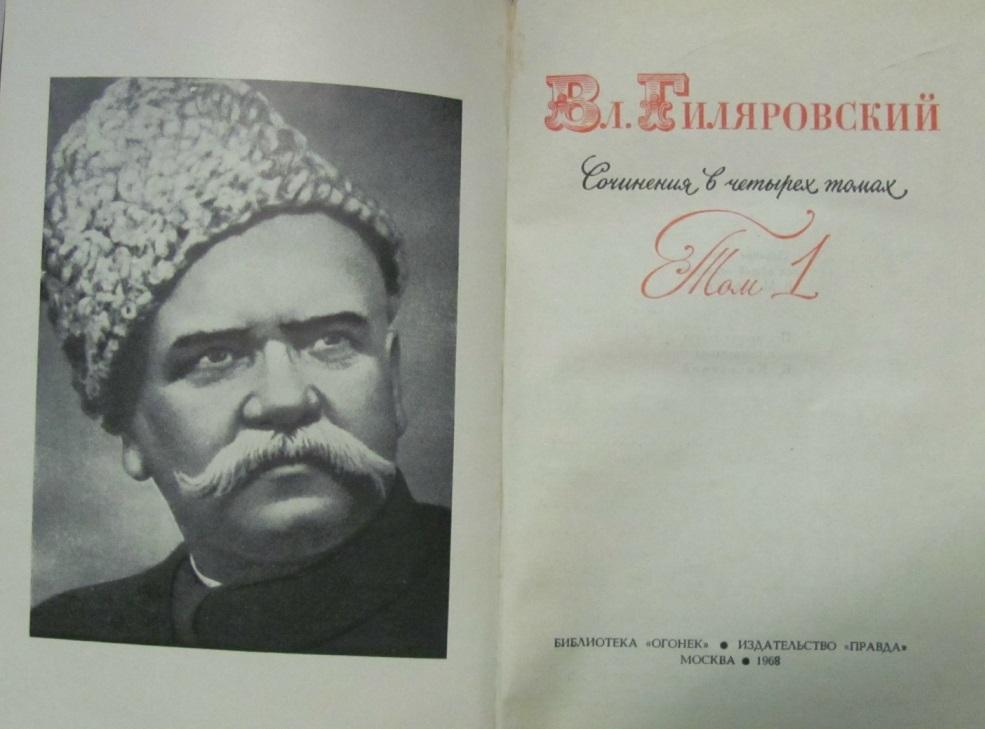 Вл. Гиляровский
Сочинения в четырех томах
Том 1
БИБЛИОТЕКА «ОГОНЕК» ● ИЗДАТЕЛЬСТВО «ПРАВДА»
МОСКВА ● 1968